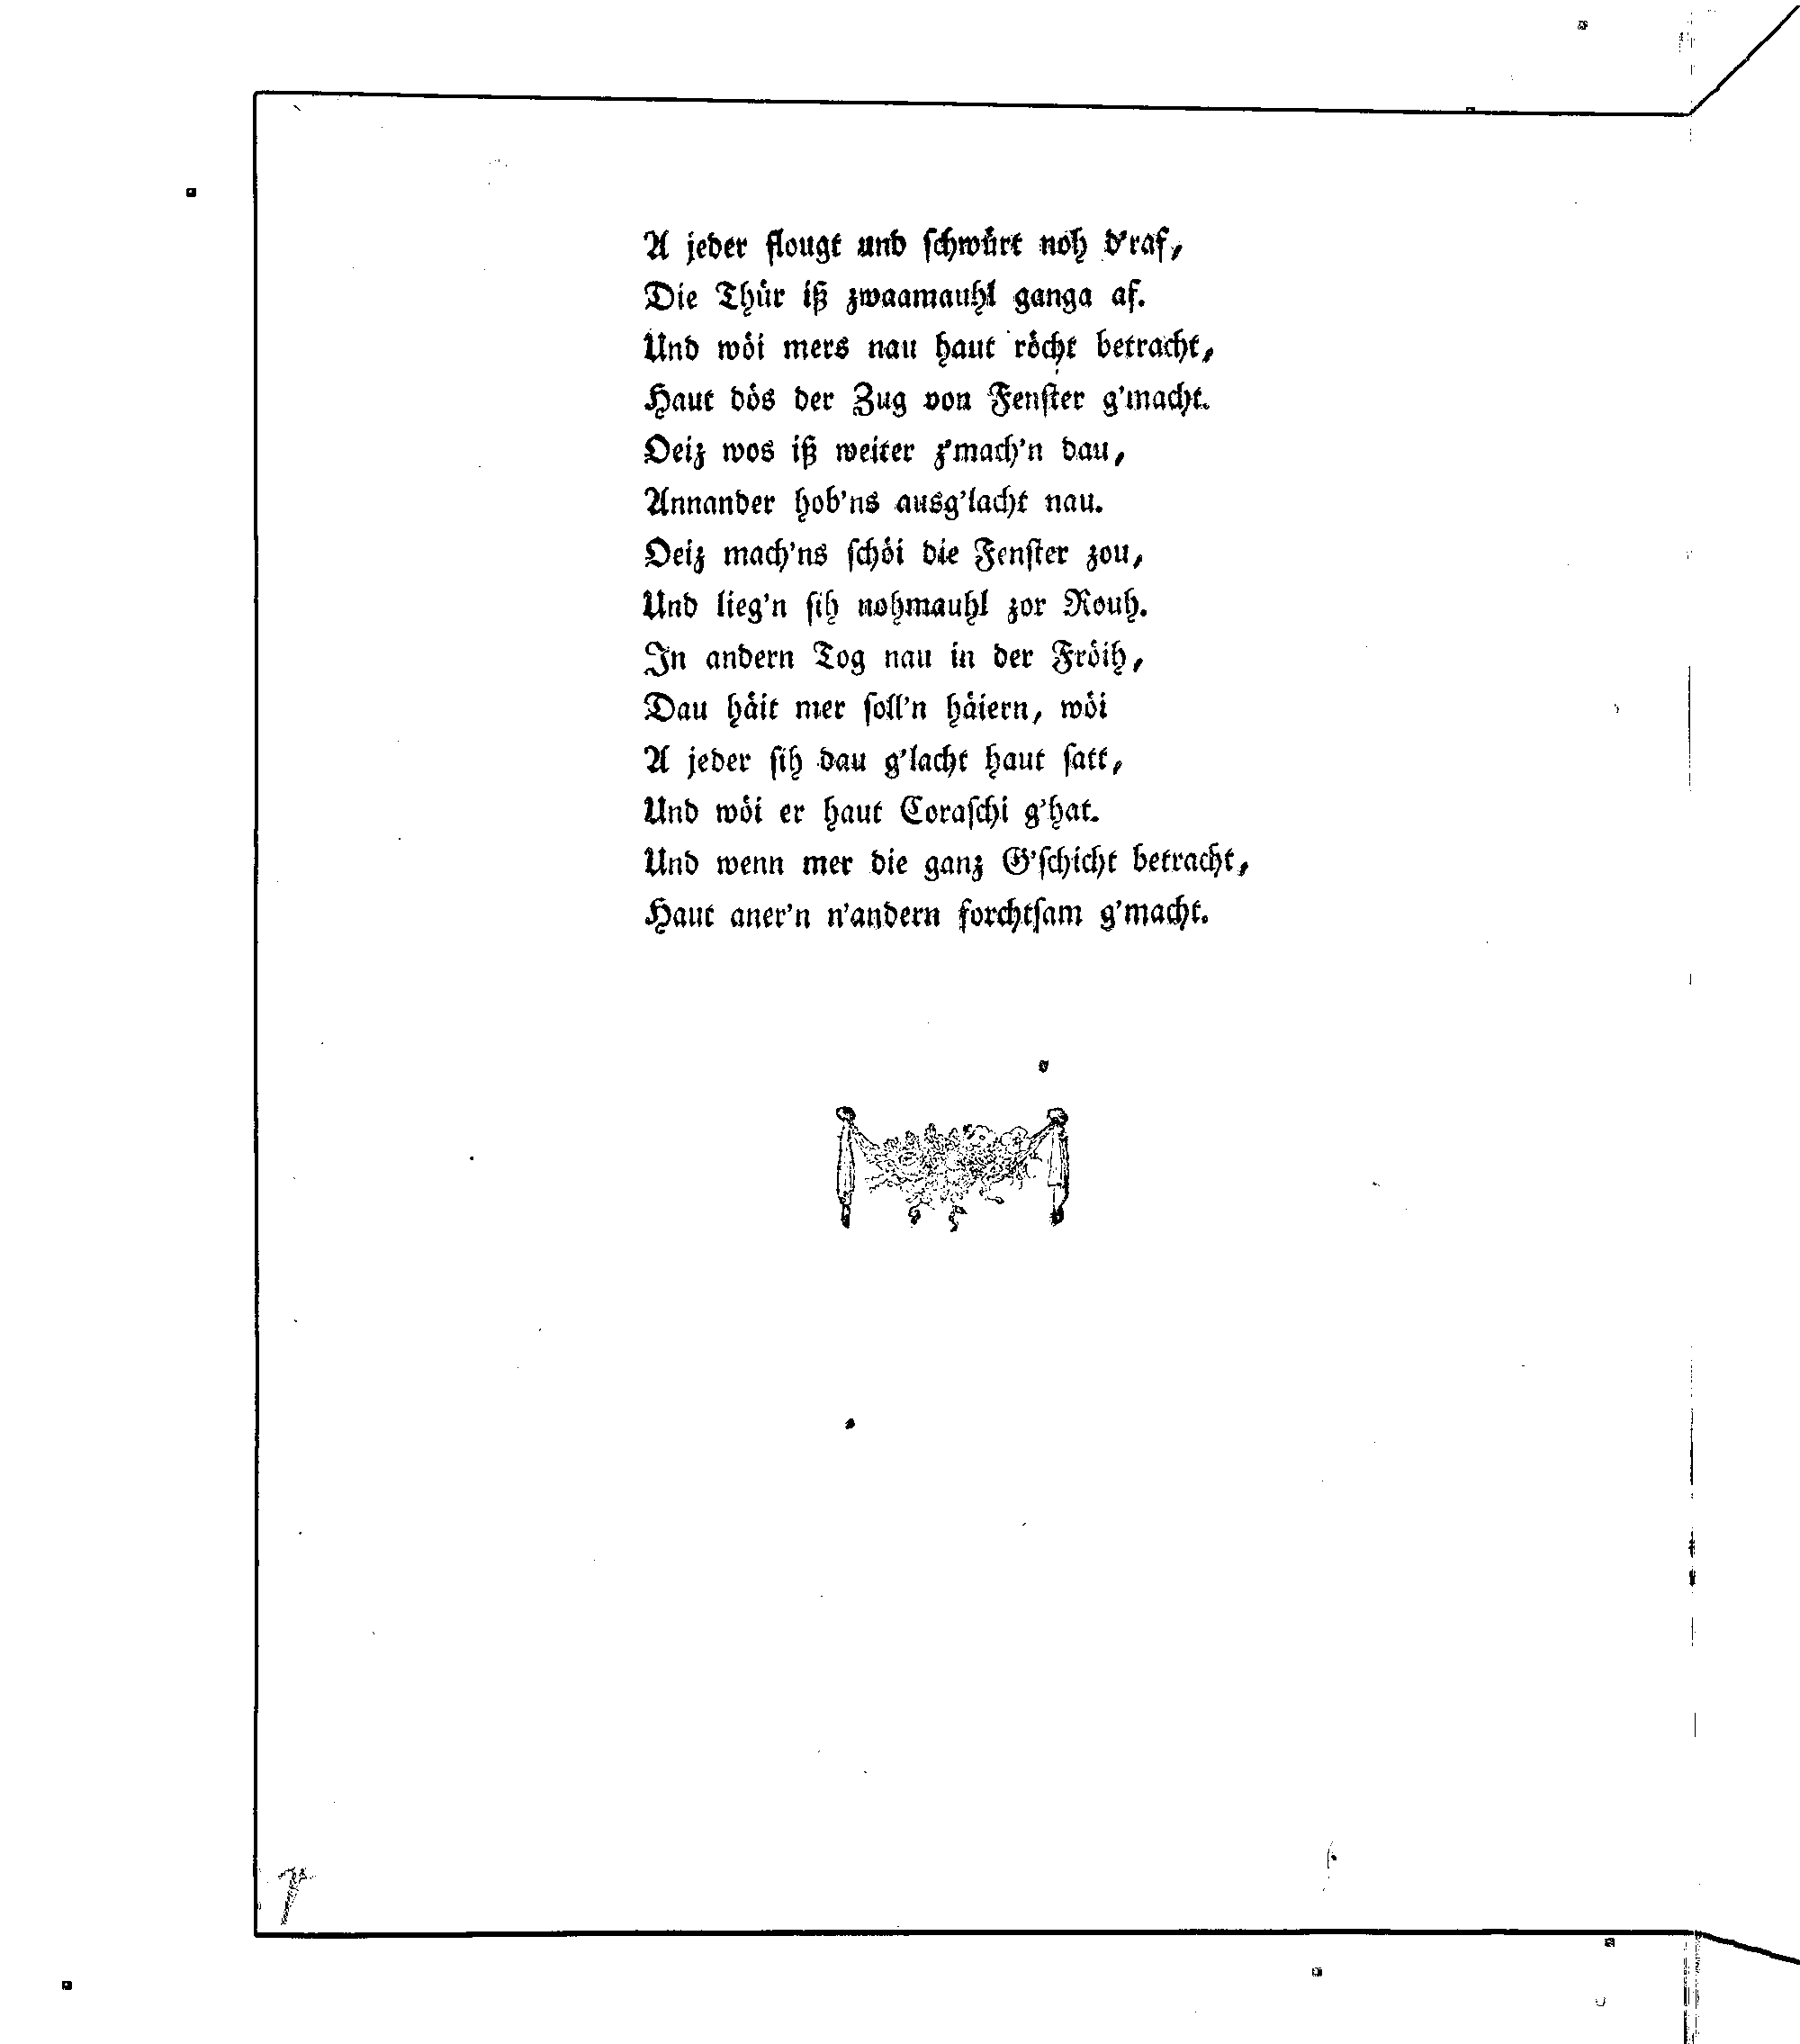 A jeder flougt und ſchwürt noh d'raf,
Die Thür iß zwaamauhl ganga af.
Und wöi mers nau haut röcht betracht,
Haut dös der Zug von Fenſter g'macht.
Oeiz wos iß weiter z'mach'n dau,
Annander hob'ns ausg'lacht nau.
Oeiz mach'ns ſchöi die Fenſter zou,
Und lieg'n ſih nohmauhl zor Rouh.
In andern Tog nau in der Fröih,
Dau häit mer ſoll'n häiern, wöi
A jeder ſih dau g'lacht haut ſatt,
Und wöi er haut Coraſchi g'hat.
Und wenn mer die ganz G'ſchicht betracht,
Haut aner'n n'andern forchtſam g'macht.